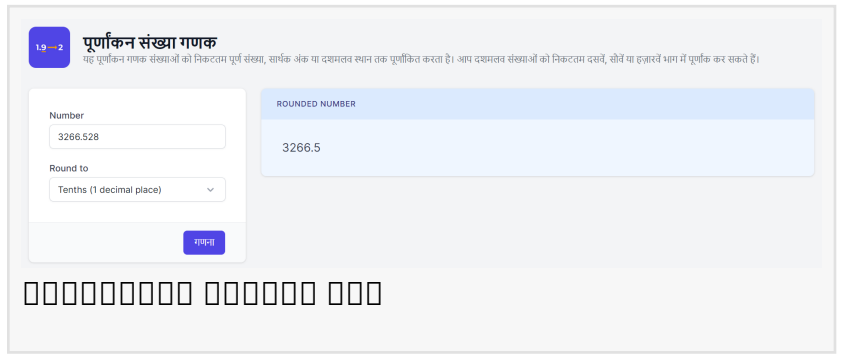 1.9→2
पूर्णांकन संख्या गणक
यह पूर्णांकन गणक संख्याओं को निकटतम पूर्ण संख्या, सार्थक अंक या दशमलव स्थान तक पूर्णांकित करता है। आप दशमलव संख्याओं को निकटतम दसवें, सौवें या हज़ारवें भाग में पूर्णांक कर सकते हैं।
Number
3266.528
Round to
Tenths (1 decimal place)
गणना
ROUNDED NUMBER
3266.5